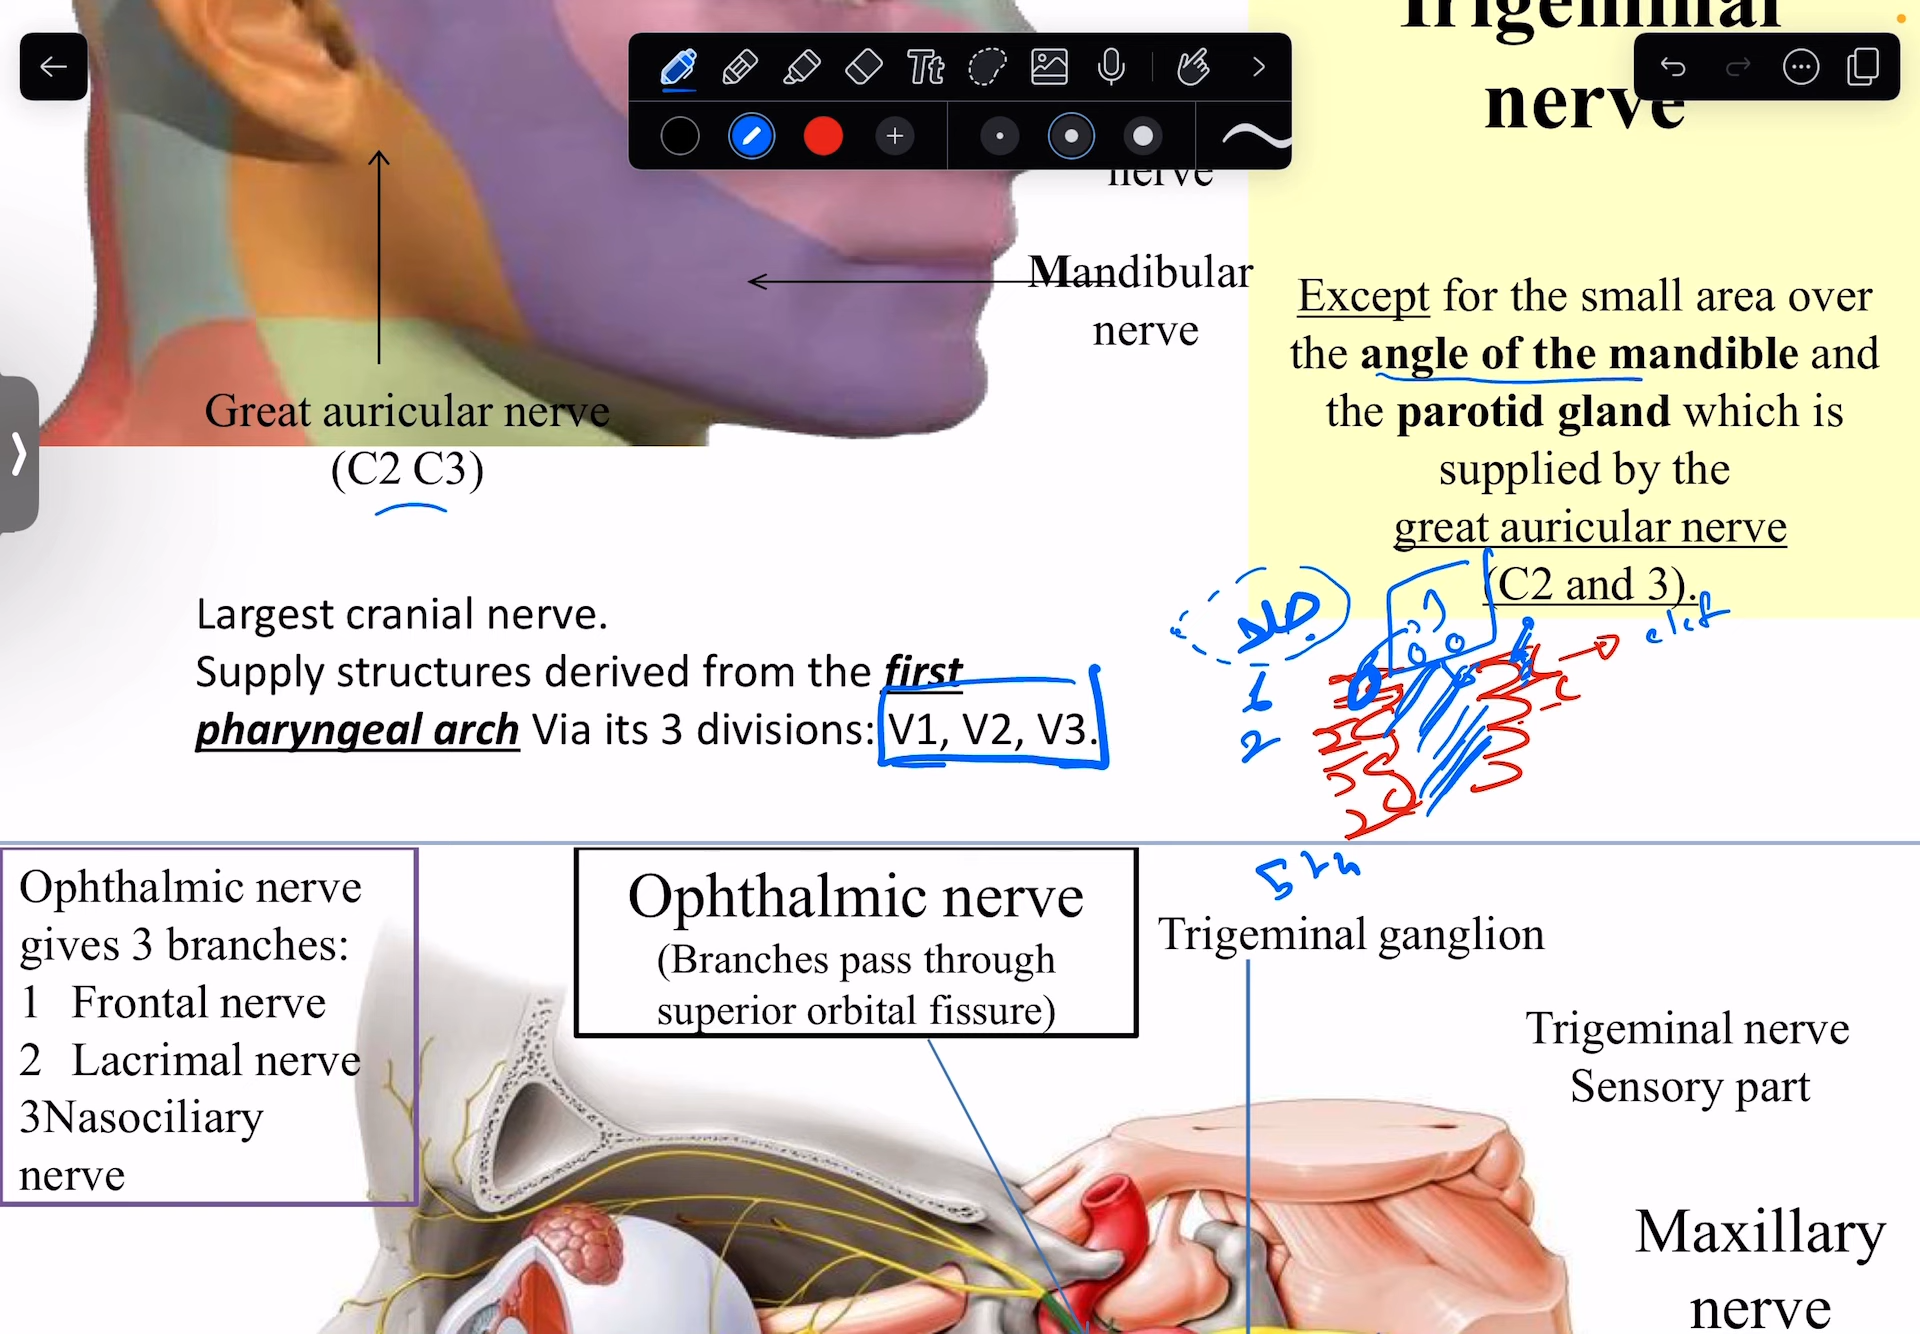 Trigeminal
nerve
Tt
nerve
Mandibular
nerve
Except for the small area over
the angle of the mandible and
the parotid gland which is
supplied by the
great auricular nerve
(C2 and 3).
Great auricular nerve
(C2 C3)
Largest cranial nerve.
Supply structures derived from the first
pharyngeal arch Via its 3 divisions: V1, V2, V3.
1
2
Ophthalmic nerve
gives 3 branches:
1 Frontal nerve
2 Lacrimal nerve
3Nasociliary
nerve
Ophthalmic nerve
(Branches pass through
superior orbital fissure)
Trigeminal ganglion
Trigeminal nerve
Sensory part
Maxillary
nerve